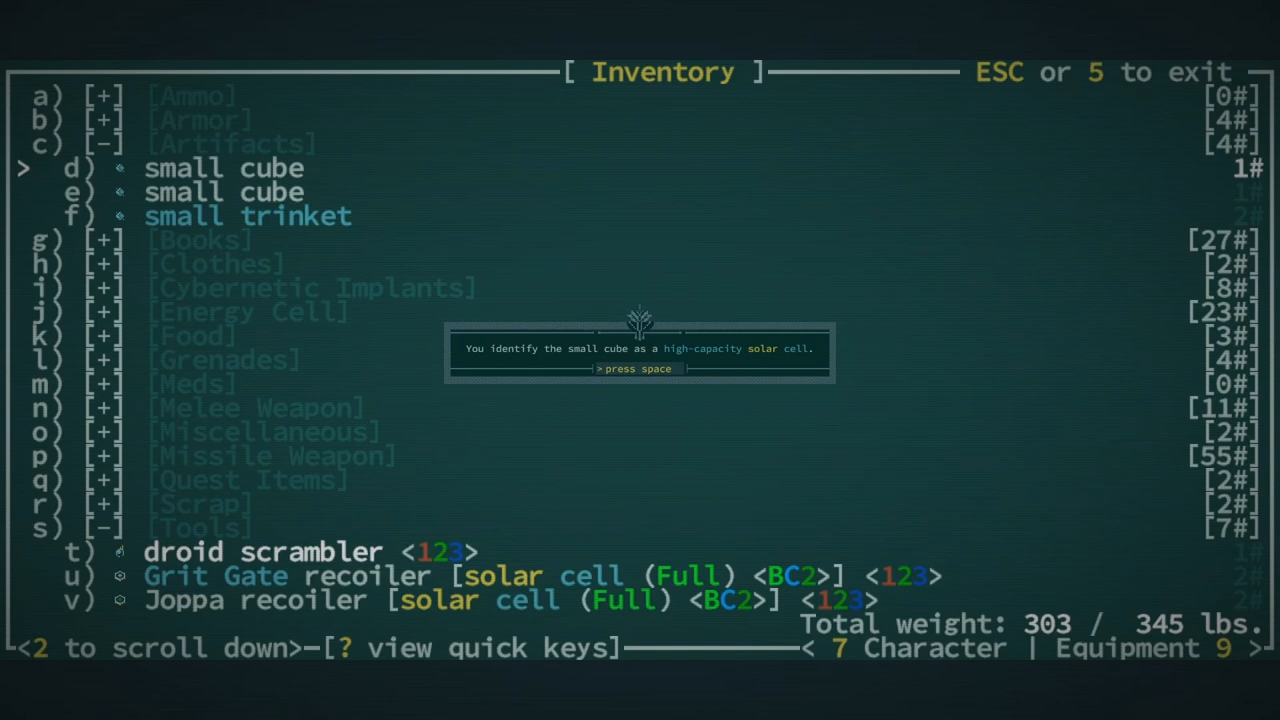 [ Inventory ] ESC or 5 to exit
a) [+] [Ammo] [0#]
b) [+] [Armor] [4#]
c) [-] [Artifacts] [4#]
> d) small cube 1#
e) small cube 1#
f) small trinket 2#
g) [+] [Books] [27#]
h) [+] [Clothes] [2#]
i) [+] [Cybernetic Implants] [8#]
j) [+] [Energy Cell] [23#]
k) [+] [Food] [3#]
l) [+] [Grenades] [4#]
m) [+] [Meds] [0#]
n) [+] [Melee Weapon] [11#]
o) [+] [Miscellaneous] [2#]
p) [+] [Missile Weapon] [55#]
q) [+] [Quest Items] [2#]
r) [+] [Scrap] [2#]
s) [-] [Tools] [7#]
t) droid scrambler <123> 1#
u) Grit Gate recoiler [solar cell (Full) <BC2>] <123> 2#
v) Joppa recoiler [solar cell (Full) <BC2>] <123> 2#
Total weight: 303 / 345 lbs.
<2 to scroll down> [? view quick keys] < 7 Character | Equipment 9 >
You identify the small cube as a high-capacity solar cell.
> press space